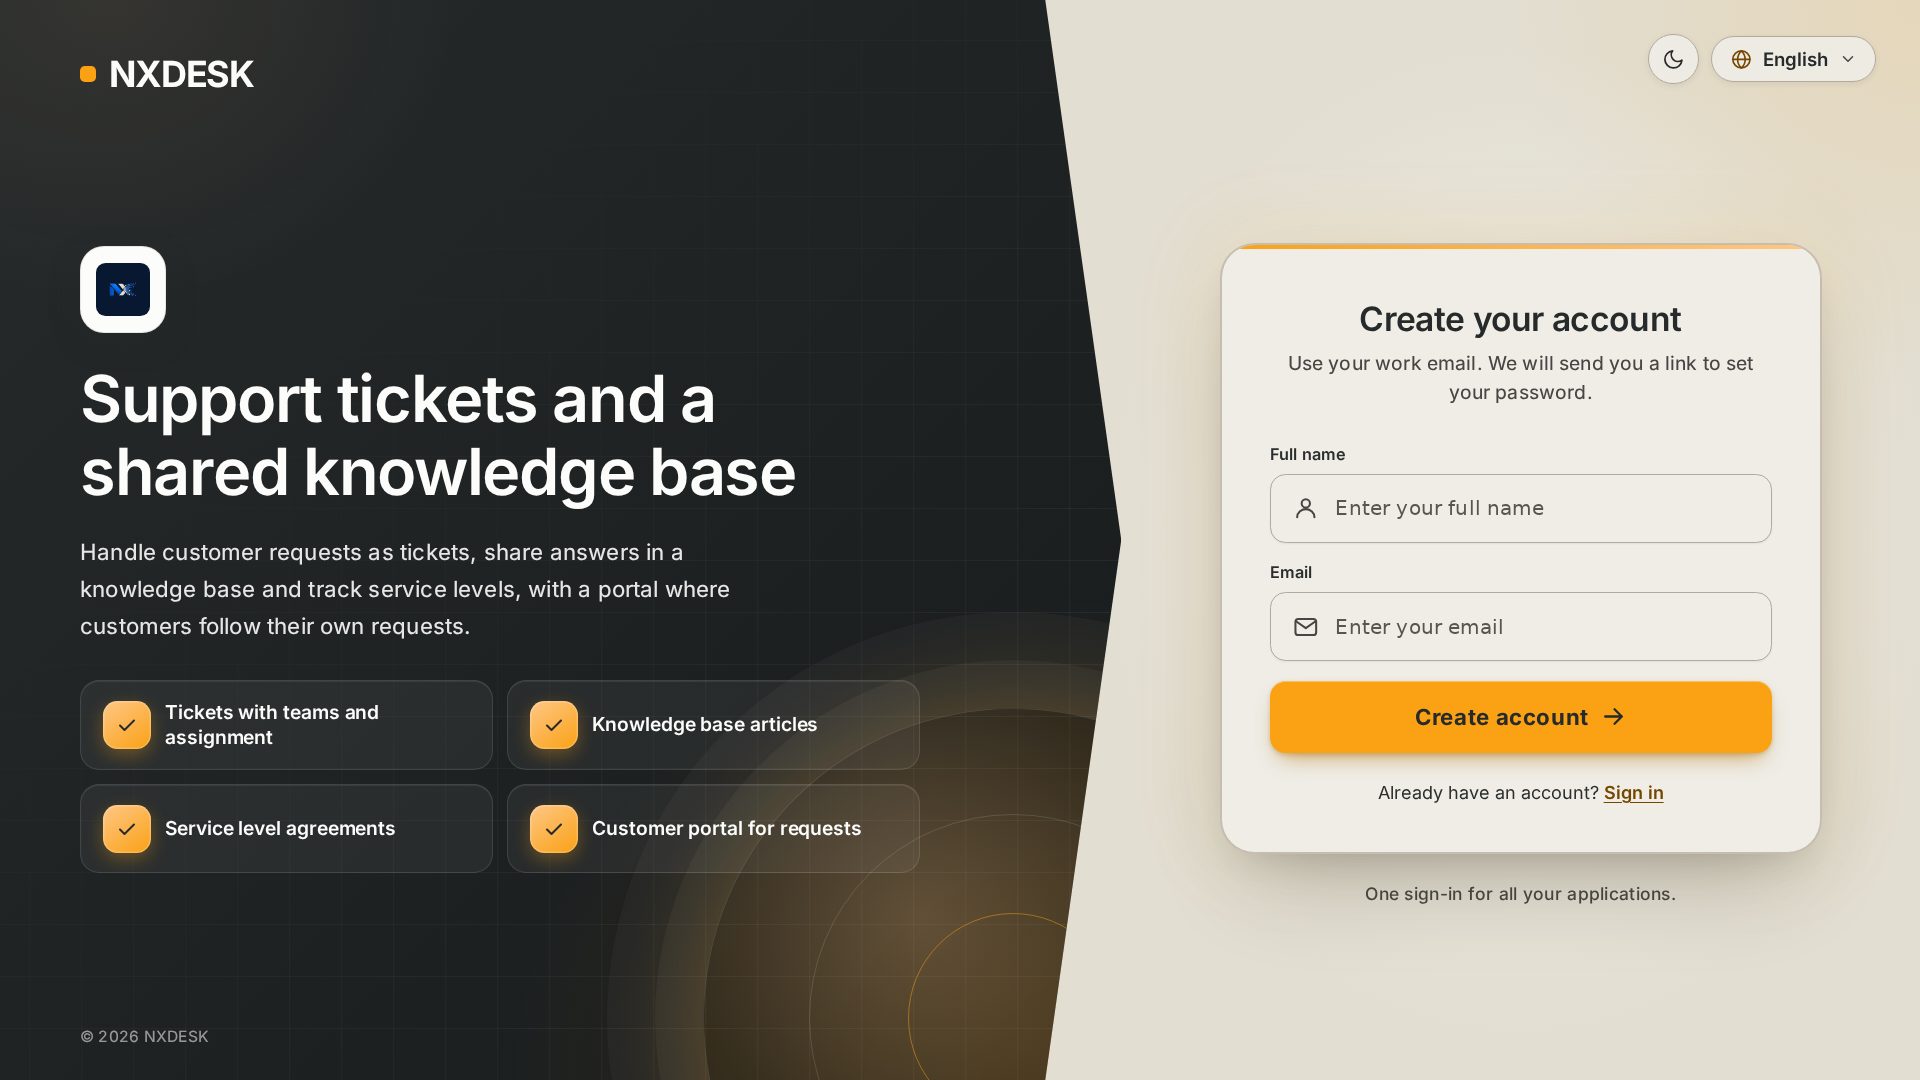 NXDESK
English
NX
Support tickets and a
shared knowledge base
Handle customer requests as tickets, share answers in a
knowledge base and track service levels, with a portal where
customers follow their own requests.
Tickets with teams and
assignment
Knowledge base articles
Service level agreements
Customer portal for requests
© 2026 NXDESK
Create your account
Use your work email. We will send you a link to set
your password.
Full name
Enter your full name
Email
Enter your email
Create account
Already have an account? Sign in
One sign-in for all your applications.